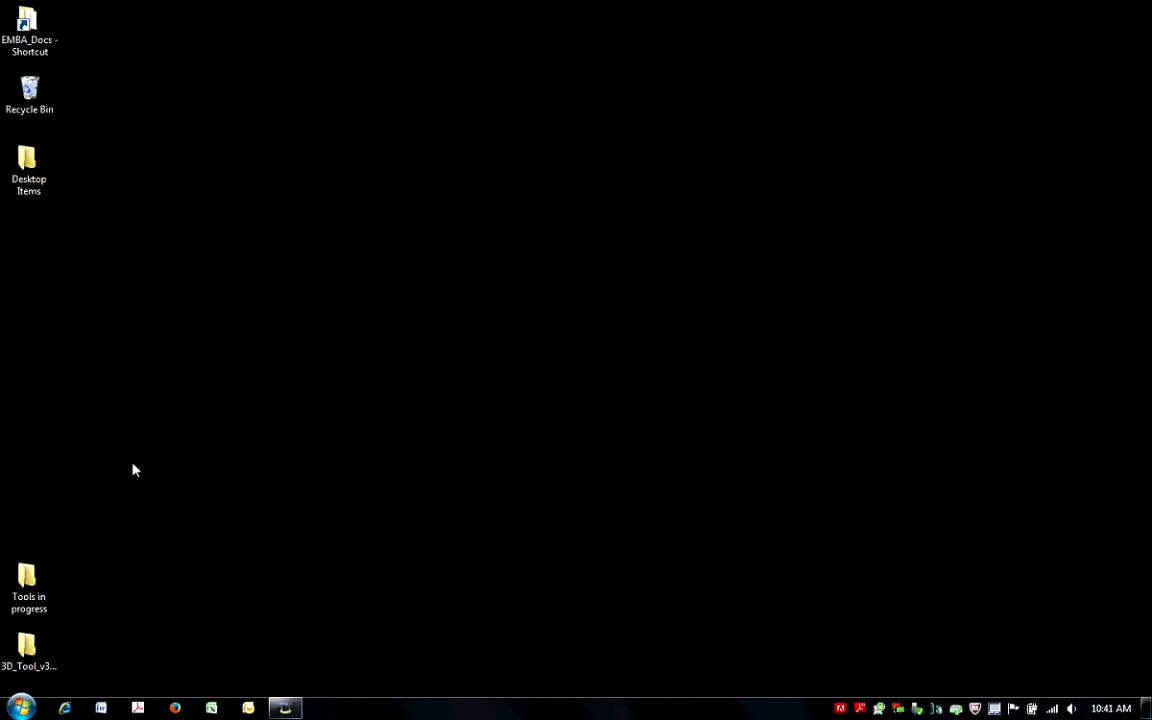 EMBA_Docs -
Shortcut
Recycle Bin
Desktop
Items
Tools in
progress
3D_Tool_v3...
10:41 AM